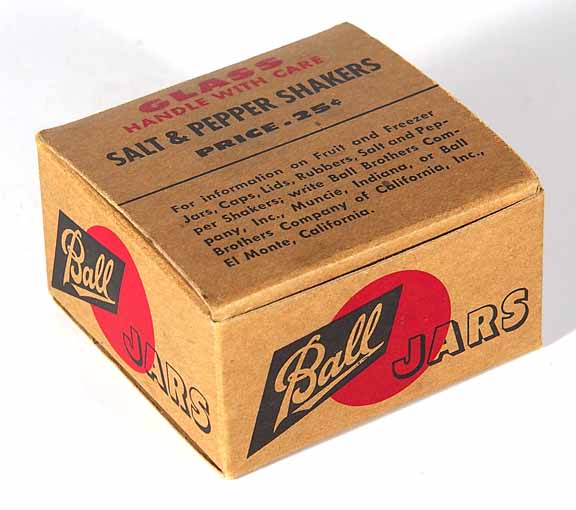 GLASS
HANDLE WITH CARE
SALT & PEPPER SHAKERS
PRICE - 25¢
For information on Fruit and Freezer
Jars, Caps, Lids, Rubbers, Salt and Pep-
per Shakers; write Ball Brothers Com-
pany, Inc., Muncie, Indiana, or Ball
Brothers Company of California, Inc.,
El Monte, California.
Ball
JARS
Ball
JARS